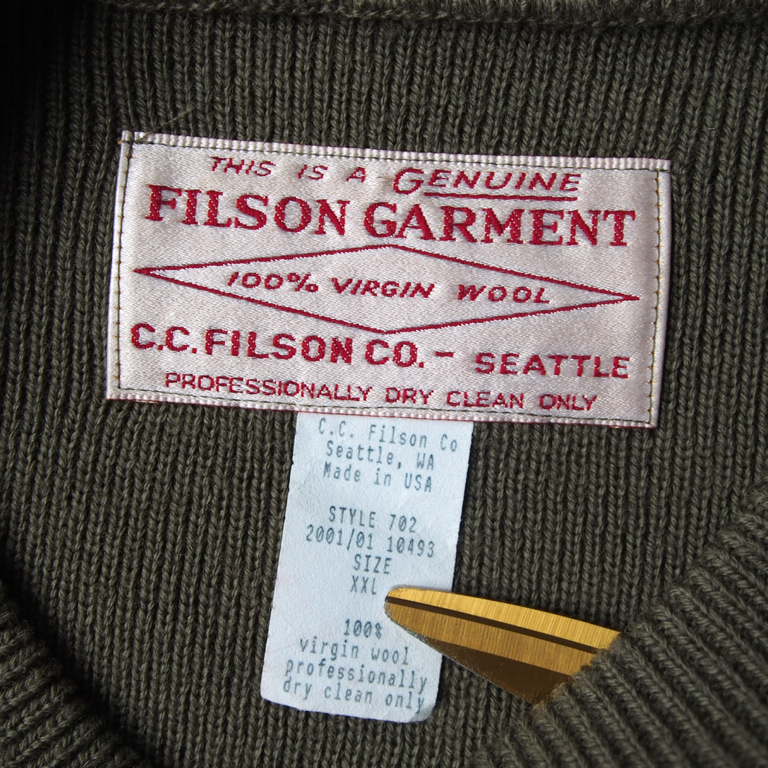 THIS IS A GENUINE
FILSON GARMENT
100% VIRGIN WOOL
C.C. FILSON CO. - SEATTLE
PROFESSIONALLY DRY CLEAN ONLY
C.C. Filson Co
Seattle, WA
Made in USA
STYLE 702
2001/01 10493
SIZE
XXL
100%
virgin wool
professionally
dry clean only